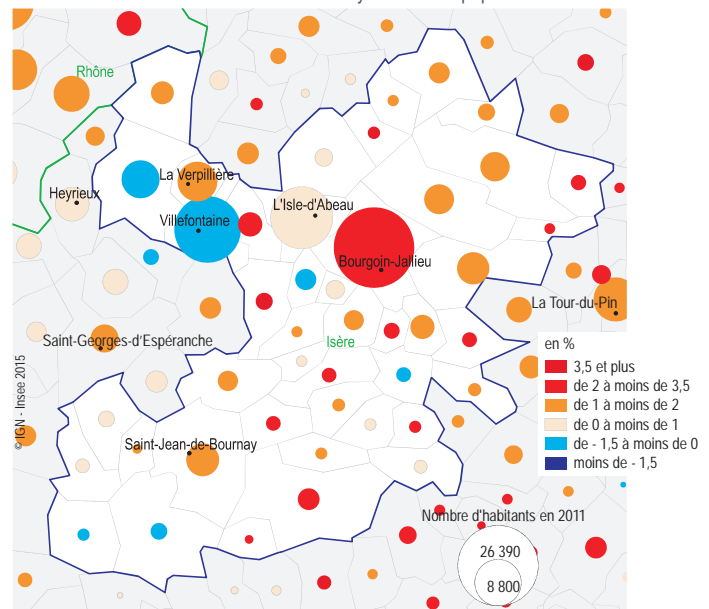 Rhône
La Verpillière
Heyrieux
L'Isle-d'Abeau
Villefontaine
Bourgoin-Jallieu
La Tour-du-Pin
Saint-Georges-d'Espéranche
Isère
en %
3,5 et plus
de 2 à moins de 3,5
de 1 à moins de 2
de 0 à moins de 1
de - 1,5 à moins de 0
moins de - 1,5
© IGN - Insee 2015
Saint-Jean-de-Bournay
Nombre d'habitants en 2011
26 390
8 800